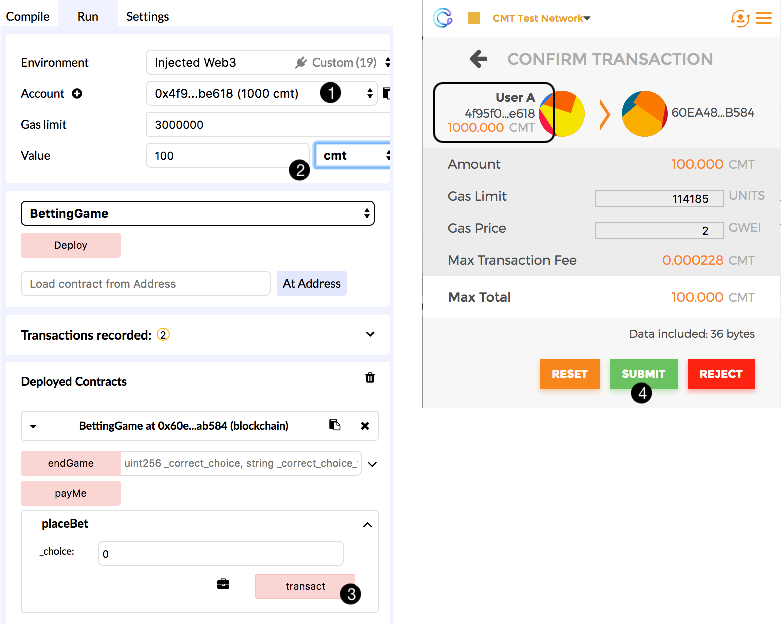 Compile Run Settings
Environment Injected Web3 Custom (19)
Account 0x4f9...be618 (1000 cmt) 1
Gas limit 3000000
Value 100 cmt
2
BettingGame
Deploy
Load contract from Address At Address
Transactions recorded: 2
Deployed Contracts
BettingGame at 0x60e...ab584 (blockchain)
endGame uint256 _correct_choice, string _correct_choice_
payMe
placeBet
_choice: 0
transact 3
CMT Test Network
CONFIRM TRANSACTION
User A
4f95f0...e618
1000.000 CMT
60EA48...B584
Amount 100.000 CMT
Gas Limit 114185 UNITS
Gas Price 2 GWEI
Max Transaction Fee 0.000228 CMT
Max Total 100.000 CMT
Data included: 36 bytes
RESET SUBMIT REJECT
4